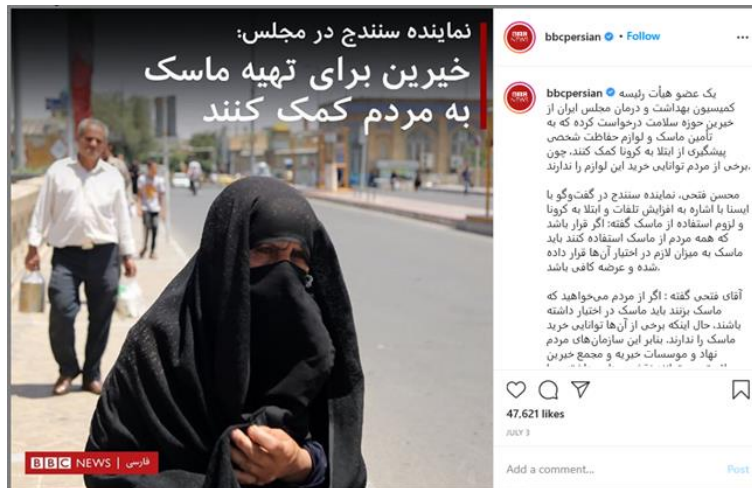 نماینده سنندج در مجلس:
خیرین برای تهیه ماسک
به مردم کمک کنند
BBC NEWS | فارسی
bbcpersian • Follow
bbcpersian یک عضو هیأت رئیسه
کمیسیون بهداشت و درمان مجلس ایران از
خیرین حوزه سلامت درخواست کرده که به
تأمین ماسک و لوازم حفاظت شخصی
پیشگیری از ابتلا به کرونا کمک کنند، چون
برخی از مردم توانایی خرید این لوازم را ندارند.
محسن فتحی، نماینده سنندج در گفت‌وگو با
ایسنا با اشاره به افزایش تلفات و ابتلا به کرونا
و لزوم استفاده از ماسک گفته: اگر قرار باشد
که همه مردم از ماسک استفاده کنند باید
ماسک به میزان لازم در اختیار آن‌ها قرار داده
شده و عرضه کافی باشد.
آقای فتحی گفته : اگر از مردم می‌خواهید که
ماسک بزنند باید ماسک در اختیار داشته
باشند، حال اینکه برخی از آن‌ها توانایی خرید
ماسک را ندارند. بنابر این سازمان‌های مردم
نهاد و موسسات خیریه و مجمع خیرین
47,621 likes
JULY 3
Add a comment...
Post